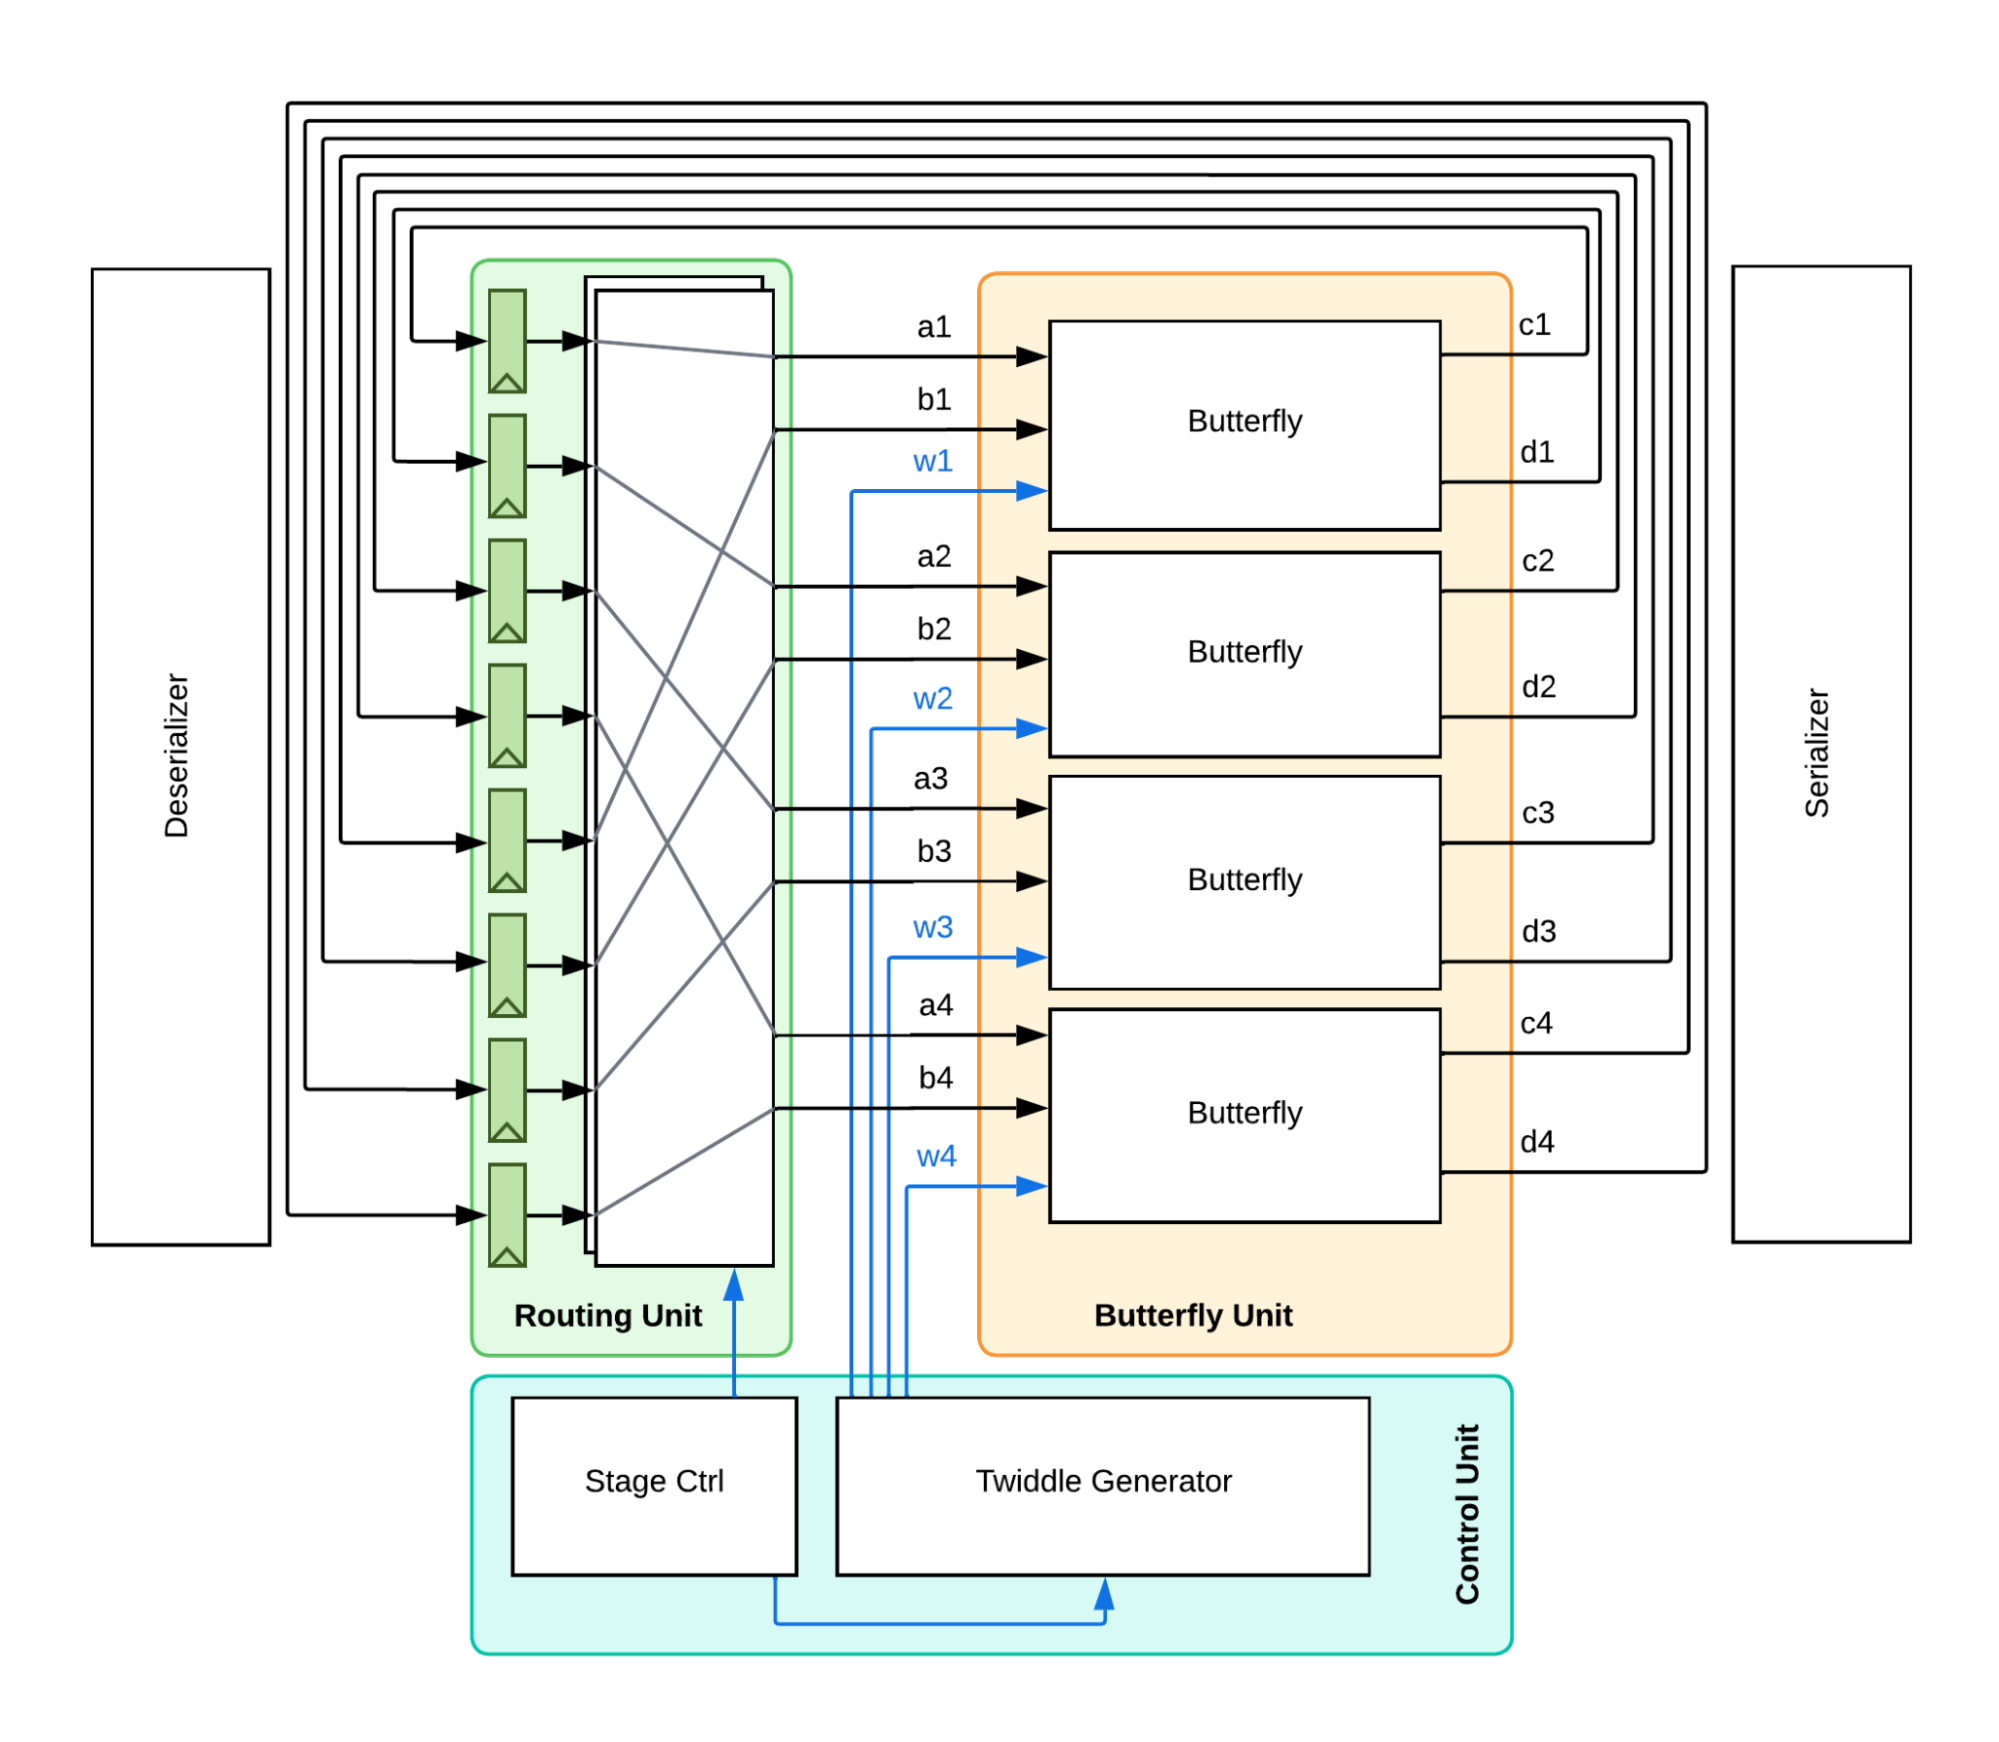 Deserializer
a1
b1
w1
Butterfly
c1
d1
a2
b2
w2
Butterfly
c2
d2
a3
b3
w3
Butterfly
c3
d3
a4
b4
w4
Butterfly
c4
d4
Serializer
Routing Unit
Butterfly Unit
Stage Ctrl
Twiddle Generator
Control Unit